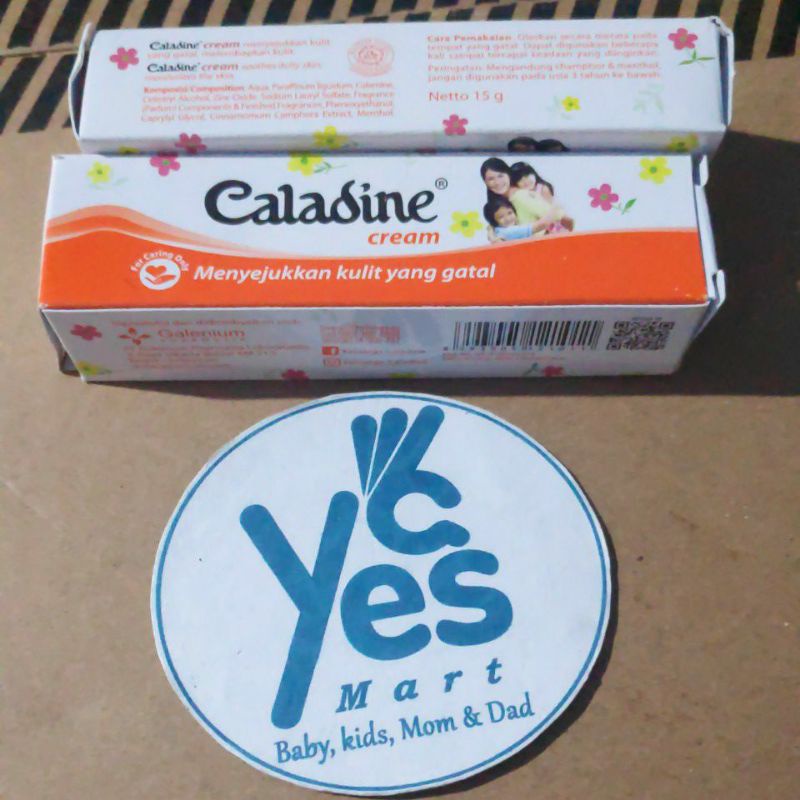 Caladine cream menyejukkan kulit
yang gatal, melembapkan kulit.
Caladine cream soothes itchy skin,
moisturizes the skin.
Komposisi/Composition: Aqua, Paraffinum liquidum, Calamine,
Cetearyl Alcohol, Zinc Oxide, Sodium Lauryl Sulfate, Fragrance
(Parfum) Components & Finished Fragrances, Phenoxyethanol,
Caprylyl Glycol, Cinnamomum Camphora Extract, Menthol.
Cara Pemakaian: Oleskan secara merata pada
tempat yang gatal. Dapat digunakan beberapa
kali sampai tercapai keadaan yang diinginkan.
Peringatan: Mengandung champhor & menthol,
jangan digunakan pada usia 3 tahun ke bawah.
Netto 15 g
Caladine®
cream
for Caring Daily
Menyejukkan kulit yang gatal
Galenium
Yes
Mart
Baby, kids, Mom & Dad